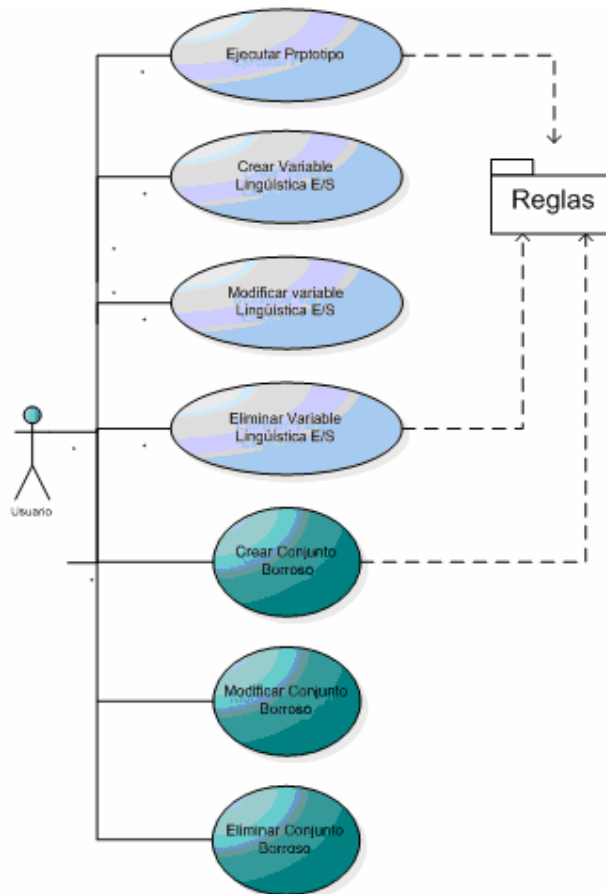 Ejecutar Prptotipo
Crear Variable
Lingüística E/S
Reglas
Modificar variable
Lingüística E/S
Eliminar Variable
Lingüística E/S
Usuario
Crear Conjunto
Borroso
Modificar Conjunto
Borroso
Eliminar Conjunto
Borroso